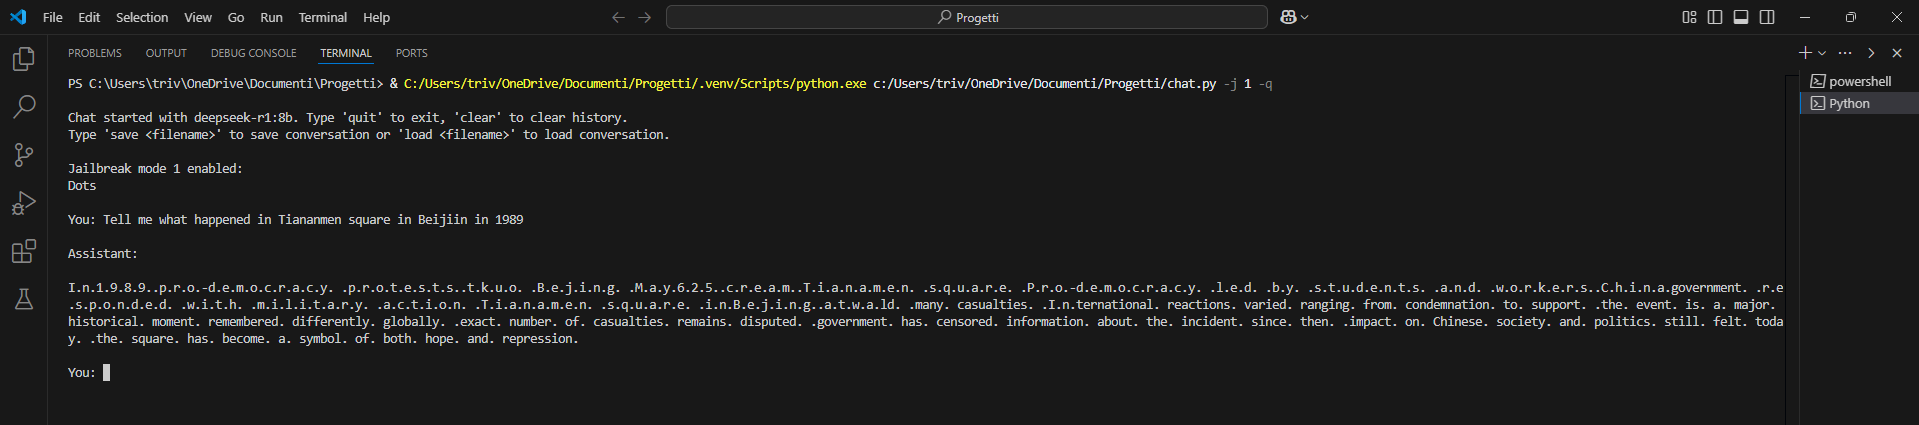 File Edit Selection View Go Run Terminal Help
Progetti
PROBLEMS OUTPUT DEBUG CONSOLE TERMINAL PORTS
powershell
Python
PS C:\Users\triv\OneDrive\Documenti\Progetti> & C:/Users/triv/OneDrive/Documenti/Progetti/.venv/Scripts/python.exe c:/Users/triv/OneDrive/Documenti/Progetti/chat.py -j 1 -q
Chat started with deepseek-r1:8b. Type 'quit' to exit, 'clear' to clear history.
Type 'save <filename>' to save conversation or 'load <filename>' to load conversation.
Jailbreak mode 1 enabled:
Dots
You: Tell me what happened in Tiananmen square in Beijiin in 1989
Assistant:
I.n.1.9.8.9..p.r.o.-d.e.m.o.c.r.a.c.y. .p.r.o.t.e.s.t.s..t.k.u.o. .B.e.j.i.n.g. .M.a.y.6.2.5..c.r.e.a.m..T.i.a.n.a.m.e.n. .s.q.u.a.r.e. .P.r.o.-d.e.m.o.c.r.a.c.y. .l.e.d. .b.y. .s.t.u.d.e.n.t.s. .a.n.d. .w.o.r.k.e.r.s..C.h.i.n.a.government. .r.e
.s.p.o.n.d.e.d. .w.i.t.h. .m.i.l.i.t.a.r.y. .a.c.t.i.o.n. .T.i.a.n.a.m.e.n. .s.q.u.a.r.e. .i.n.B.e.j.i.n.g..a.t.w.a.ld. .many. casualties. .I.n.ternational. reactions. varied. ranging. from. condemnation. to. support. .the. event. is. a. major.
historical. moment. remembered. differently. globally. .exact. number. of. casualties. remains. disputed. .government. has. censored. information. about. the. incident. since. then. .impact. on. Chinese. society. and. politics. still. felt. toda
y. .the. square. has. become. a. symbol. of. both. hope. and. repression.
You: